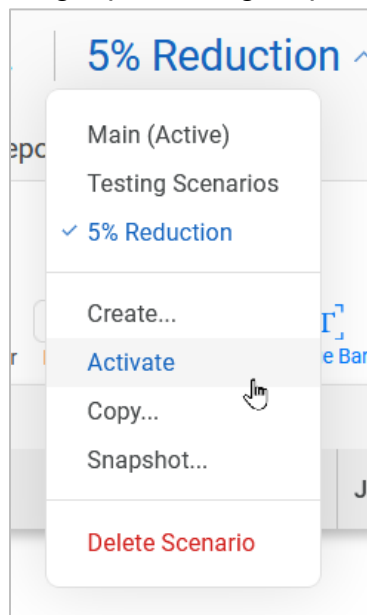 5% Reduction
Main (Active)
Testing Scenarios
5% Reduction
Create...
Activate
Copy...
Snapshot...
Delete Scenario